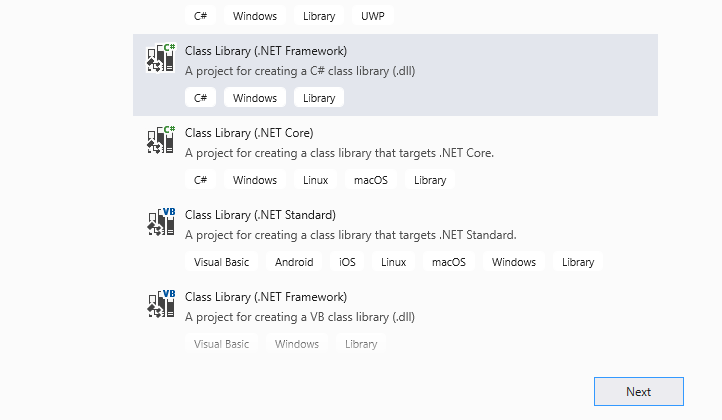 C# Windows Library UWP
C# Class Library (.NET Framework)
A project for creating a C# class library (.dll)
C# Windows Library
C# Class Library (.NET Core)
A project for creating a class library that targets .NET Core.
C# Windows Linux macOS Library
VB Class Library (.NET Standard)
A project for creating a class library that targets .NET Standard.
Visual Basic Android iOS Linux macOS Windows Library
VB Class Library (.NET Framework)
A project for creating a VB class library (.dll)
Visual Basic Windows Library
Next